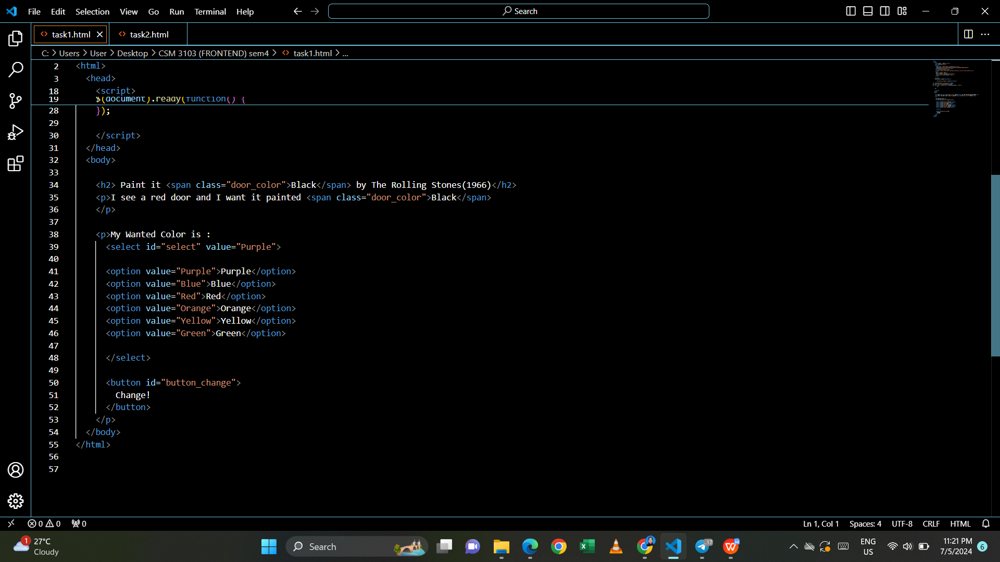 File Edit Selection View Go Run Terminal Help Search
task1.html task2.html
C: > Users > User > Desktop > CSM 3103 (FRONTEND) sem4 > task1.html > ...
2 <html>
3 <head>
18 <script>
19 $(document).ready(function() {
28 });
29
30 </script>
31 </head>
32 <body>
33
34 <h2> Paint it <span class="door_color">Black</span> by The Rolling Stones(1966)</h2>
35 <p>I see a red door and I want it painted <span class="door_color">Black</span>
36 </p>
37
38 <p>My Wanted Color is :
39 <select id="select" value="Purple">
40
41 <option value="Purple">Purple</option>
42 <option value="Blue">Blue</option>
43 <option value="Red">Red</option>
44 <option value="Orange">Orange</option>
45 <option value="Yellow">Yellow</option>
46 <option value="Green">Green</option>
47
48 </select>
49
50 <button id="button_change">
51 Change!
52 </button>
53 </p>
54 </body>
55 </html>
56
57
0 0 0 Ln 1, Col 1 Spaces: 4 UTF-8 CRLF HTML
1 27°C
Cloudy
Search
17
ENG
US
11:21 PM
7/5/2024
6